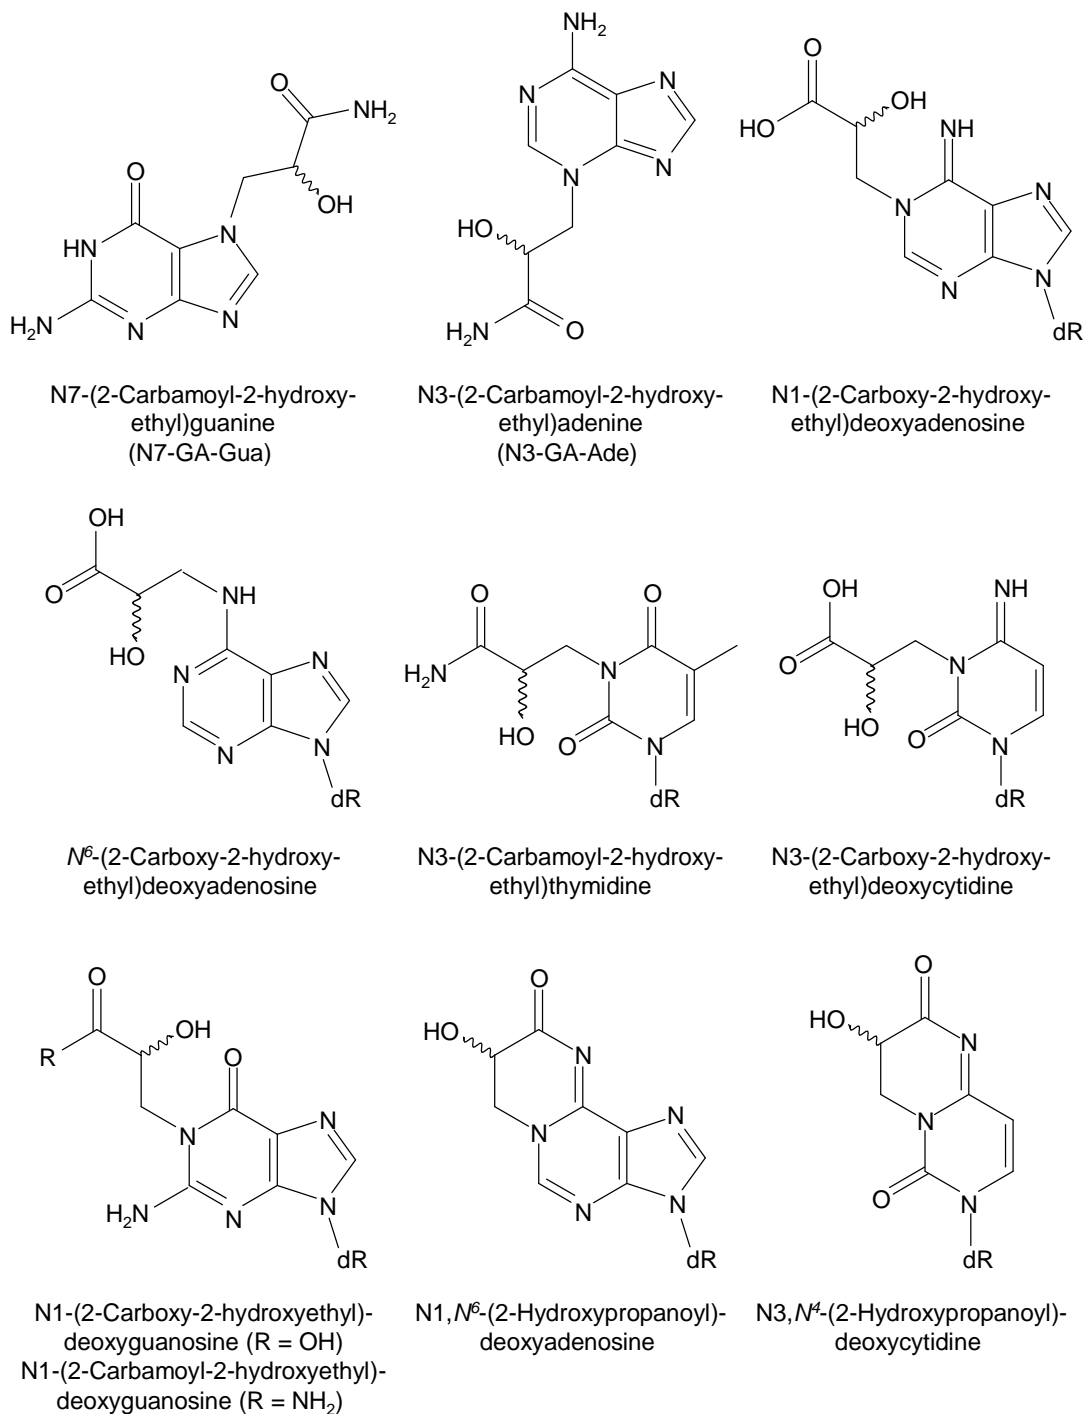 O
NH₂
O
HN
OH
N
H₂N
N
N
N7-(2-Carbamoyl-2-hydroxy-
ethyl)guanine
(N7-GA-Gua)
NH₂
N
N
N
N
HO
H₂N
O
N3-(2-Carbamoyl-2-hydroxy-
ethyl)adenine
(N3-GA-Ade)
O
HO
OH
NH
N
N
N
N
dR
N1-(2-Carboxy-2-hydroxy-
ethyl)deoxyadenosine
OH
O
HO
NH
N
N
N
N
dR
N⁶-(2-Carboxy-2-hydroxy-
ethyl)deoxyadenosine
O
H₂N
HO
O
N
O
N
dR
N3-(2-Carbamoyl-2-hydroxy-
ethyl)thymidine
OH
O
HO
NH
N
O
N
dR
N3-(2-Carboxy-2-hydroxy-
ethyl)deoxycytidine
O
R
OH
O
N
N
H₂N
N
N
dR
N1-(2-Carboxy-2-hydroxyethyl)-
deoxyguanosine (R = OH)
N1-(2-Carbamoyl-2-hydroxyethyl)-
deoxyguanosine (R = NH₂)
O
HO
N
N
N
N
N
dR
N1,N⁶-(2-Hydroxypropanoyl)-
deoxyadenosine
O
HO
N
N
O
N
dR
N3,N⁴-(2-Hydroxypropanoyl)-
deoxycytidine